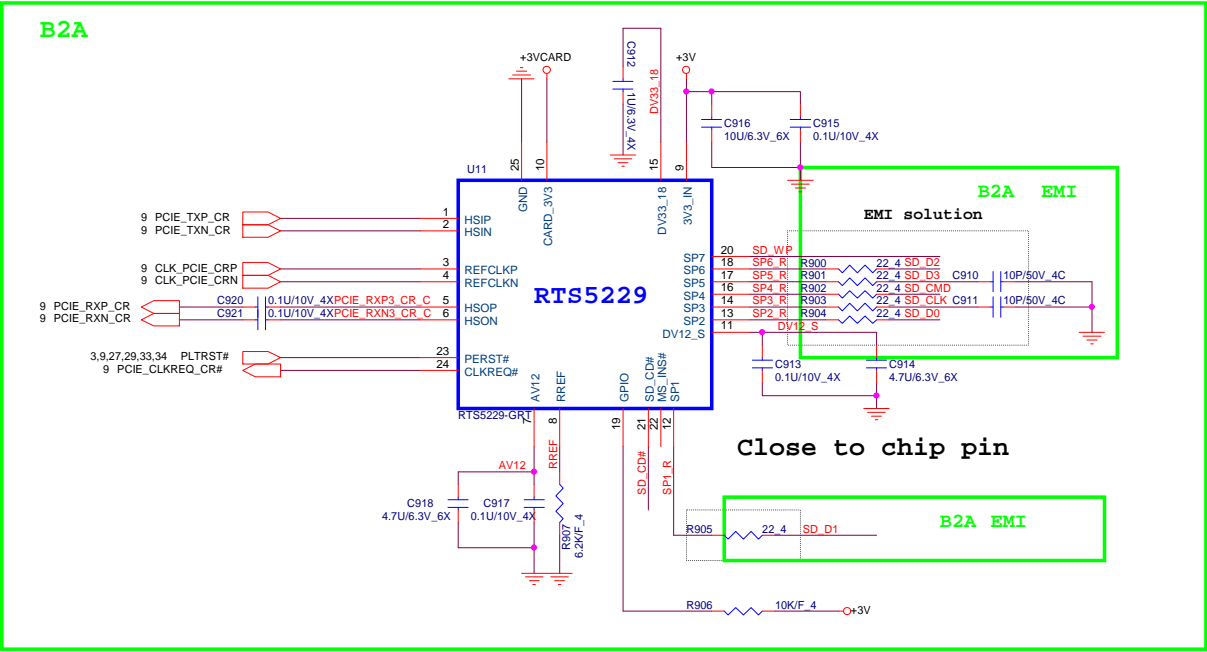 B2A
+3VCARD
C912
1U/6.3V_4X
DV33_18
+3V
C916
10U/6.3V_6X
C915
0.1U/10V_4X
U11
25
10
15
9
GND
CARD_3V3
DV33_18
3V3_IN
B2A EMI
EMI solution
9 PCIE_TXP_CR 1 HSIP
9 PCIE_TXN_CR 2 HSIN
9 CLK_PCIE_CRP 3 REFCLKP
9 CLK_PCIE_CRN 4 REFCLKN
9 PCIE_RXP_CR C920 0.1U/10V_4X PCIE_RXP3_CR_C 5 HSOP
9 PCIE_RXN_CR C921 0.1U/10V_4X PCIE_RXN3_CR_C 6 HSON
3,9,27,29,33,34 PLTRST# 23 PERST#
9 PCIE_CLKREQ_CR# 24 CLKREQ#
RTS5229
SP7 20 SD_WP
SP6 18 SP6_R R900 22_4 SD_D2
SP5 17 SP5_R R901 22_4 SD_D3 C910 10P/50V_4C
SP4 16 SP4_R R902 22_4 SD_CMD
SP3 14 SP3_R R903 22_4 SD_CLK C911 10P/50V_4C
SP2 13 SP2_R R904 22_4 SD_D0
DV12_S 11 DV12_S
C913
0.1U/10V_4X
C914
4.7U/6.3V_6X
AV12
RREF
GPIO
SD_CD#
MS_INS#
SP1
RTS5229-GRT
7
8
19
21
22
12
Close to chip pin
AV12
RREF
SD_CD#
SP1_R
C918
4.7U/6.3V_6X
C917
0.1U/10V_4X
R907
6.2K/F_4
B2A EMI
R905 22_4 SD_D1
R906 10K/F_4 +3V